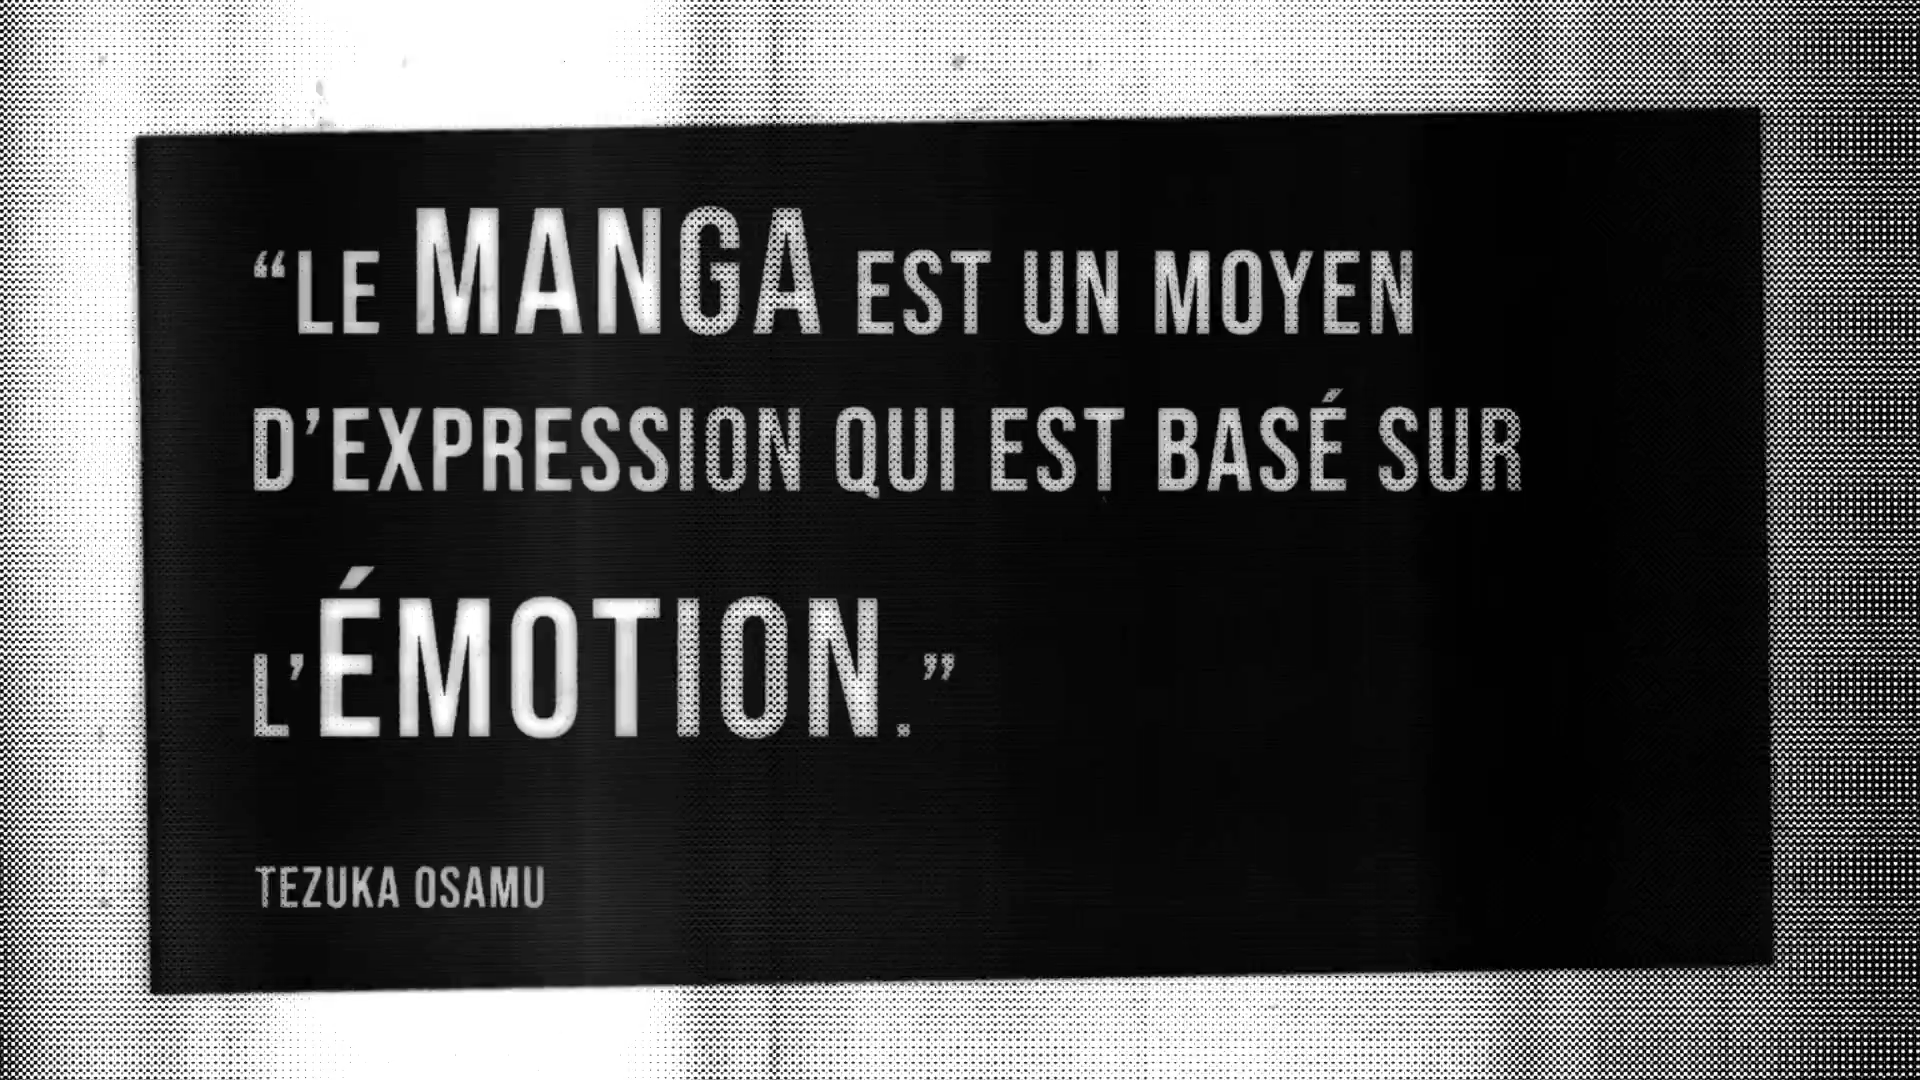 “LE MANGA EST UN MOYEN
D’EXPRESSION QUI EST BASÉ SUR
L’ÉMOTION.”
TEZUKA OSAMU